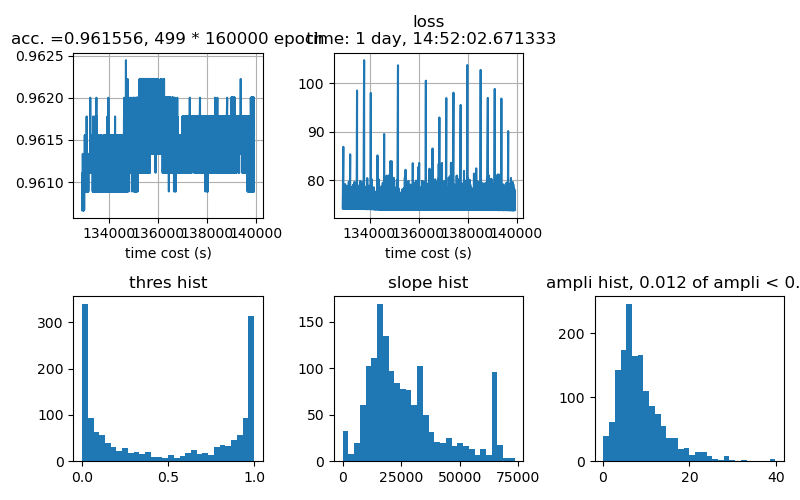 loss
acc. =0.961556, 499 * 160000 epoch
time: 1 day, 14:52:02.671333
0.9625
0.9620
0.9615
0.9610
134000 136000 138000 140000
time cost (s)
100
90
80
134000 136000 138000 140000
time cost (s)
thres hist
300
200
100
0
0.0 0.5 1.0
slope hist
150
100
50
0
0 25000 50000 75000
ampli hist, 0.012 of ampli < 0.
200
100
0
0 20 40